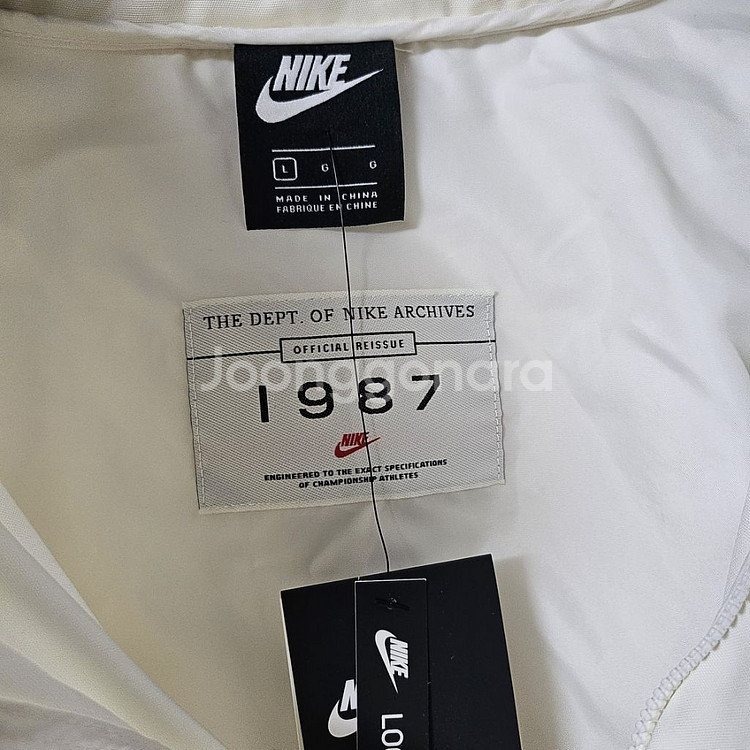 NIKE
L G G
MADE IN CHINA
FABRIQUE EN CHINE
THE DEPT. OF NIKE ARCHIVES
OFFICIAL REISSUE
Joonggonara
1987
NIKE
ENGINEERED TO THE EXACT SPECIFICATIONS
OF CHAMPIONSHIP ATHLETES
NIKE